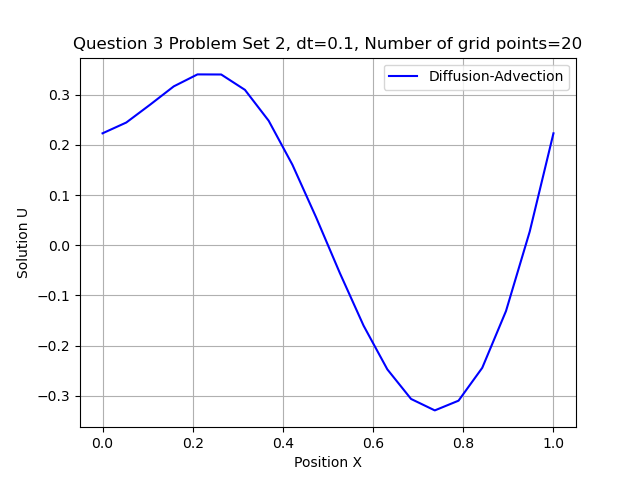 Question 3 Problem Set 2, dt=0.1, Number of grid points=20
Diffusion-Advection
0.3
0.2
0.1
0.0
−0.1
−0.2
−0.3
Solution U
0.0 0.2 0.4 0.6 0.8 1.0
Position X